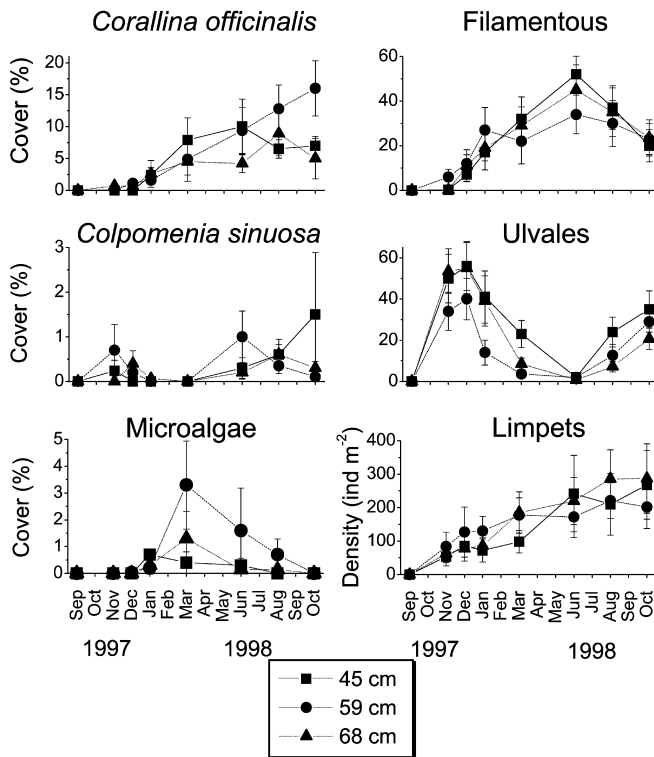 Corallina officinalis
Filamentous
Cover (%)
20
15
10
5
0
60
40
20
0
Colpomenia sinuosa
Ulvales
Cover (%)
3
2
1
0
60
40
20
0
Microalgae
Limpets
Cover (%)
5
4
3
2
1
0
Density (ind m-2)
400
300
200
100
0
Sep
Oct
Nov
Dec
Jan
Feb
Mar
Apr
May
Jun
Jul
Aug
Sep
Oct
Sep
Oct
Nov
Dec
Jan
Feb
Mar
Apr
May
Jun
Jul
Aug
Sep
Oct
1997
1998
1997
1998
45 cm
59 cm
68 cm